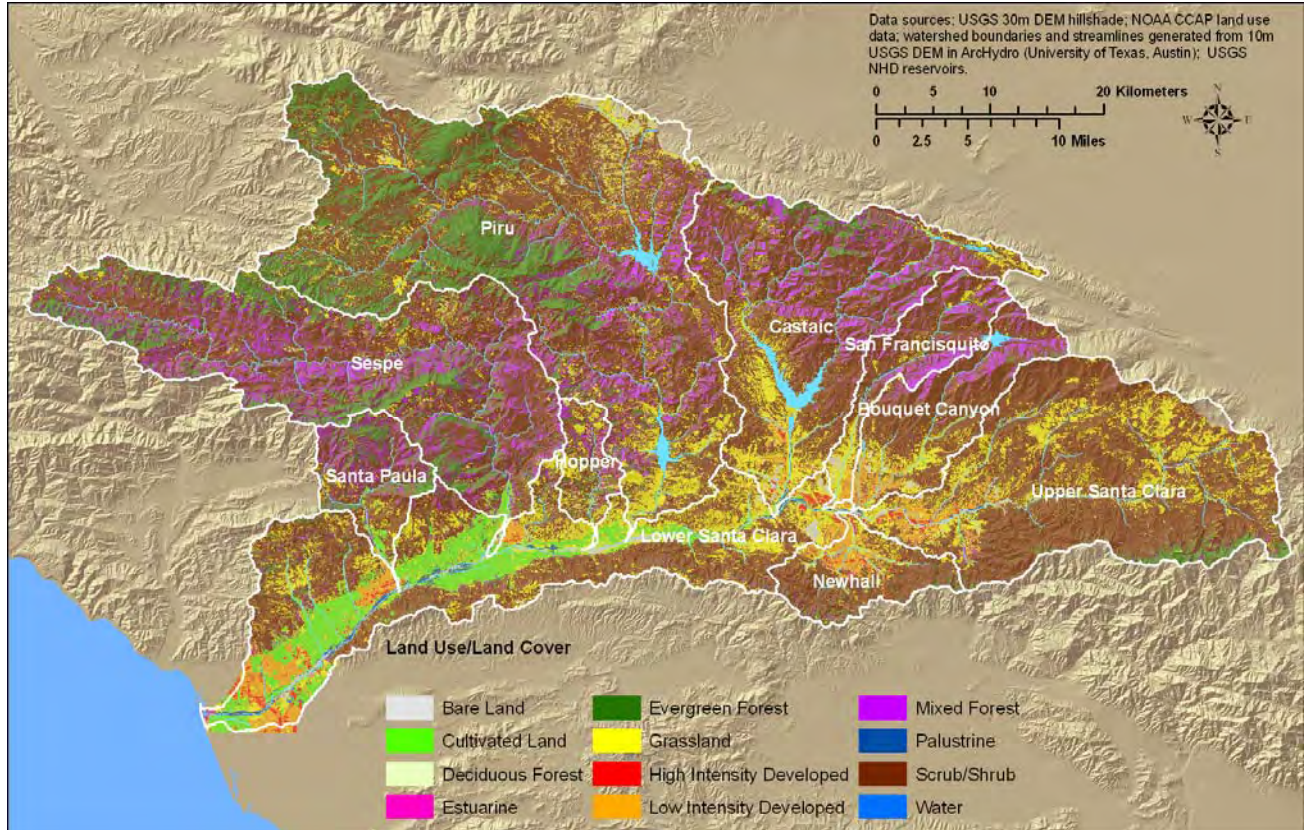 Data sources; USGS 30m DEM hillshade; NOAA CCAP land use
data; watershed boundaries and streamlines generated from 10m
USGS DEM in ArcHydro (University of Texas, Austin); USGS
NHD reservoirs.
0 5 10 20 Kilometers
0 2.5 5 10 Miles
N
W E
S
Piru
Castaic
San Francisquito
Sespe
Bouquet Canyon
Hopper
Santa Paula
Upper Santa Clara
Lower Santa Clara
Newhall
Land Use/Land Cover
Bare Land Evergreen Forest Mixed Forest
Cultivated Land Grassland Palustrine
Deciduous Forest High Intensity Developed Scrub/Shrub
Estuarine Low Intensity Developed Water